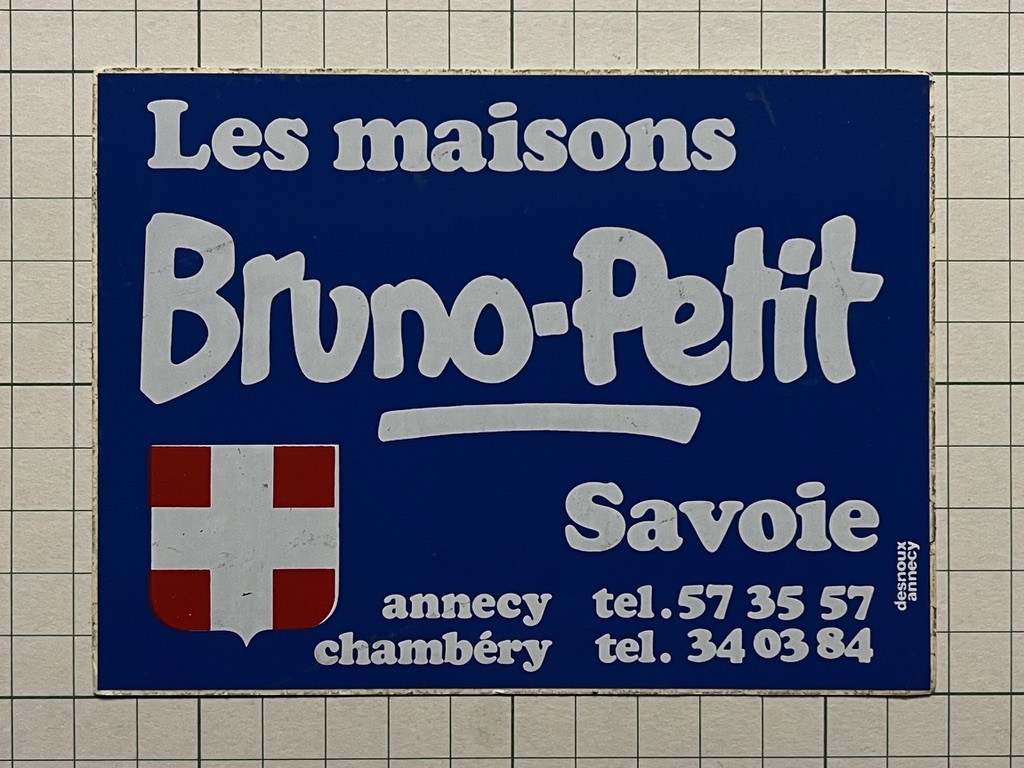 Les maisons
Bruno-Petit
Savoie
annecy tel. 57 35 57
chambéry tel. 34 03 84
desnoux
annecy